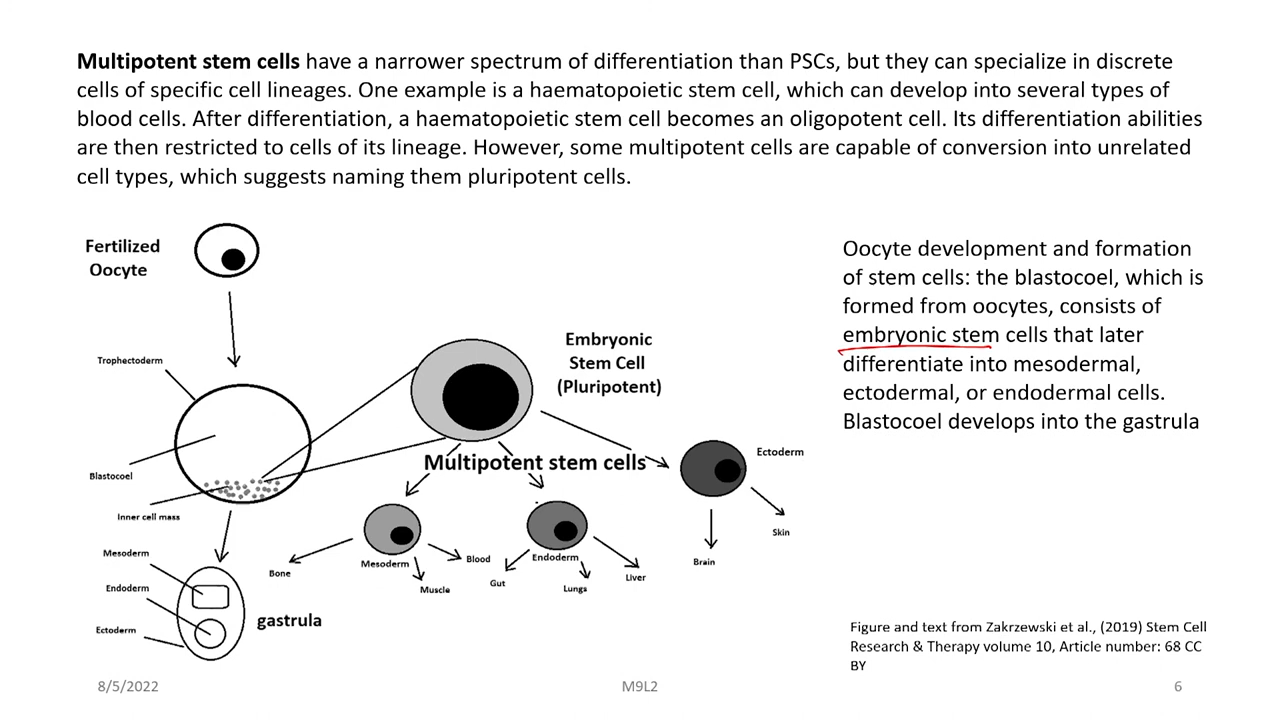 Multipotent stem cells have a narrower spectrum of differentiation than PSCs, but they can specialize in discrete
cells of specific cell lineages. One example is a haematopoietic stem cell, which can develop into several types of
blood cells. After differentiation, a haematopoietic stem cell becomes an oligopotent cell. Its differentiation abilities
are then restricted to cells of its lineage. However, some multipotent cells are capable of conversion into unrelated
cell types, which suggests naming them pluripotent cells.
Fertilized
Oocyte
Trophectoderm
Blastocoel
Inner cell mass
Mesoderm
Endoderm
Ectoderm
gastrula
Embryonic
Stem Cell
(Pluripotent)
Multipotent stem cells
Ectoderm
Skin
Brain
Mesoderm
Bone
Blood
Muscle
Endoderm
Gut
Lungs
Liver
Oocyte development and formation
of stem cells: the blastocoel, which is
formed from oocytes, consists of
embryonic stem cells that later
differentiate into mesodermal,
ectodermal, or endodermal cells.
Blastocoel develops into the gastrula
Figure and text from Zakrzewski et al., (2019) Stem Cell
Research & Therapy volume 10, Article number: 68 CC
BY
8/5/2022
M9L2
6